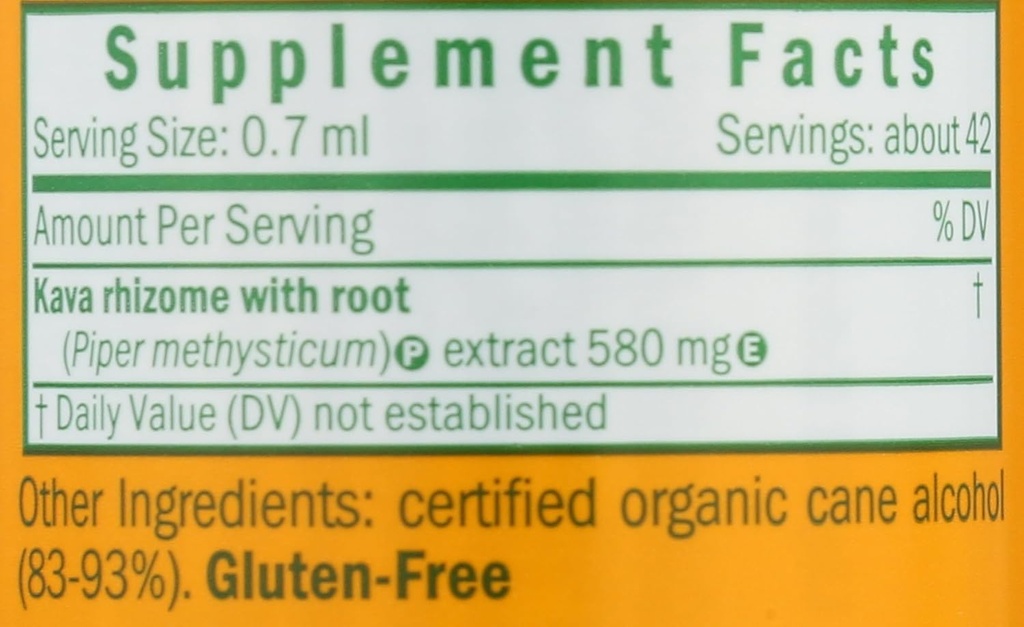 Supplement Facts
Serving Size: 0.7 ml Servings: about 42
Amount Per Serving % DV
Kava rhizome with root †
(Piper methysticum)Ⓟ extract 580 mgⒺ
† Daily Value (DV) not established
Other Ingredients: certified organic cane alcohol
(83-93%). Gluten-Free